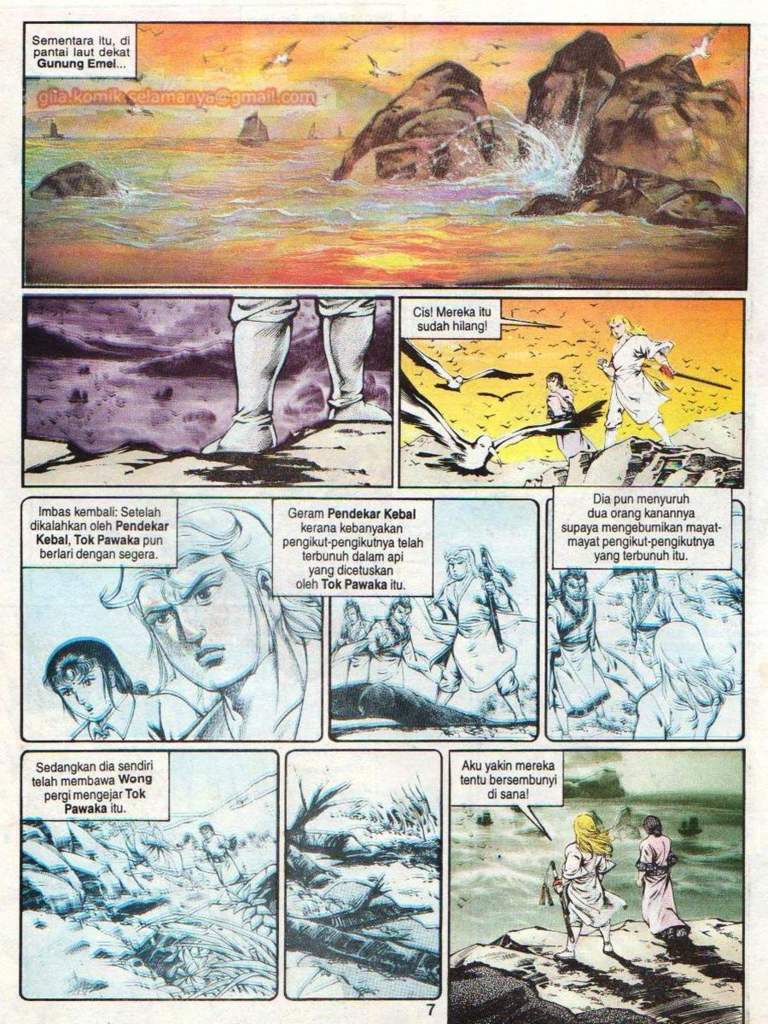 Sementara itu, di
pantai laut dekat
Gunung Emei...
gila.komik.selamanya@gmail.com
Cis! Mereka itu
sudah hilang!
Imbas kembali: Setelah
dikalahkan oleh Pendekar
Kebal, Tok Pawaka pun
berlari dengan segera.
Geram Pendekar Kebal
kerana kebanyakan
pengikut-pengikutnya telah
terbunuh dalam api
yang dicetuskan
oleh Tok Pawaka itu.
Dia pun menyuruh
dua orang kanannya
supaya mengebumikan mayat-
mayat pengikut-pengikutnya
yang terbunuh itu.
Sedangkan dia sendiri
telah membawa Wong
pergi mengejar Tok
Pawaka itu.
Aku yakin mereka
tentu bersembunyi
di sana!
7